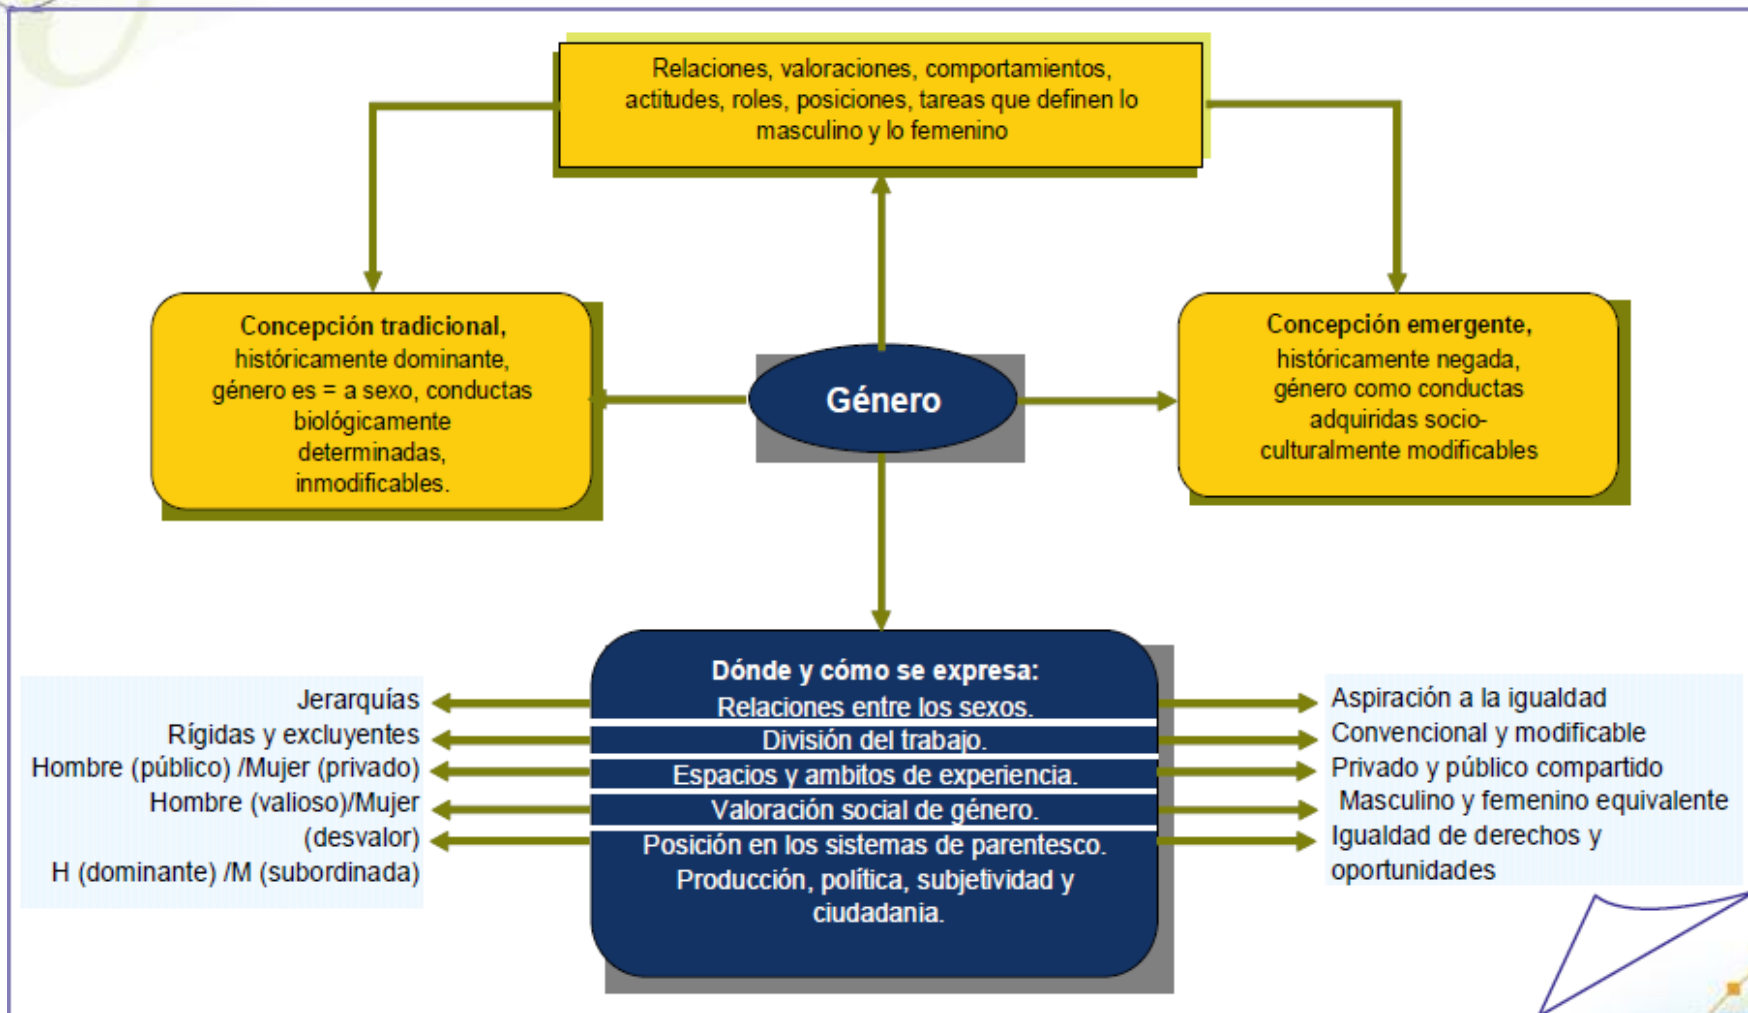 Relaciones, valoraciones, comportamientos,
actitudes, roles, posiciones, tareas que definen lo
masculino y lo femenino
Concepción tradicional,
históricamente dominante,
género es = a sexo, conductas
biológicamente
determinadas,
inmodificables.
Género
Concepción emergente,
históricamente negada,
género como conductas
adquiridas socio-
culturalmente modificables
Dónde y cómo se expresa:
Relaciones entre los sexos.
División del trabajo.
Espacios y ambitos de experiencia.
Valoración social de género.
Posición en los sistemas de parentesco.
Producción, política, subjetividad y
ciudadania.
Jerarquías
Rígidas y excluyentes
Hombre (público) /Mujer (privado)
Hombre (valioso)/Mujer
(desvalor)
H (dominante) /M (subordinada)
Aspiración a la igualdad
Convencional y modificable
Privado y público compartido
Masculino y femenino equivalente
Igualdad de derechos y
oportunidades